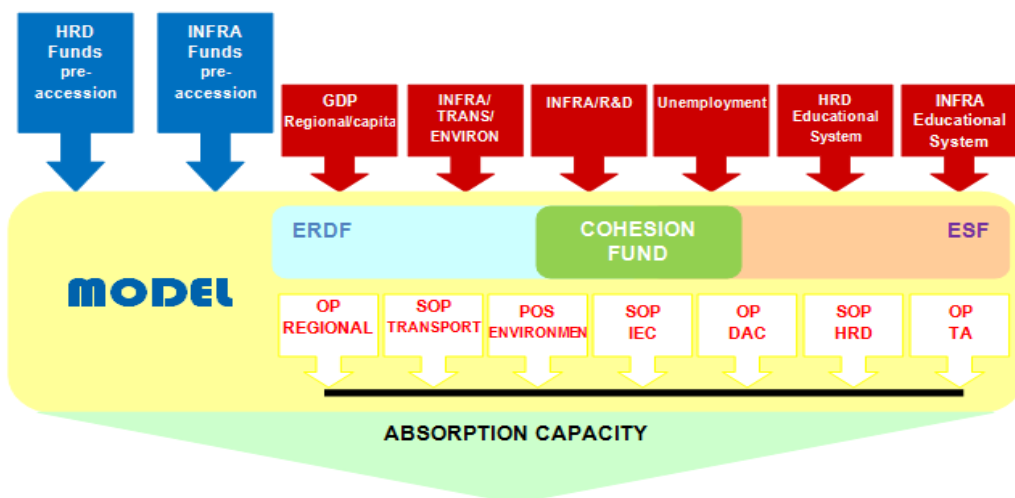 HRD
Funds
pre-
accession
INFRA
Funds
pre-
accession
GDP
Regional/capita
INFRA/
TRANS/
ENVIRON
INFRA/R&D
Unemployment
HRD
Educational
System
INFRA
Educational
System
ERDF
COHESION
FUND
ESF
MODEL
OP
REGIONAL
SOP
TRANSPORT
POS
ENVIRONMEN
SOP
IEC
OP
DAC
SOP
HRD
OP
TA
ABSORPTION CAPACITY